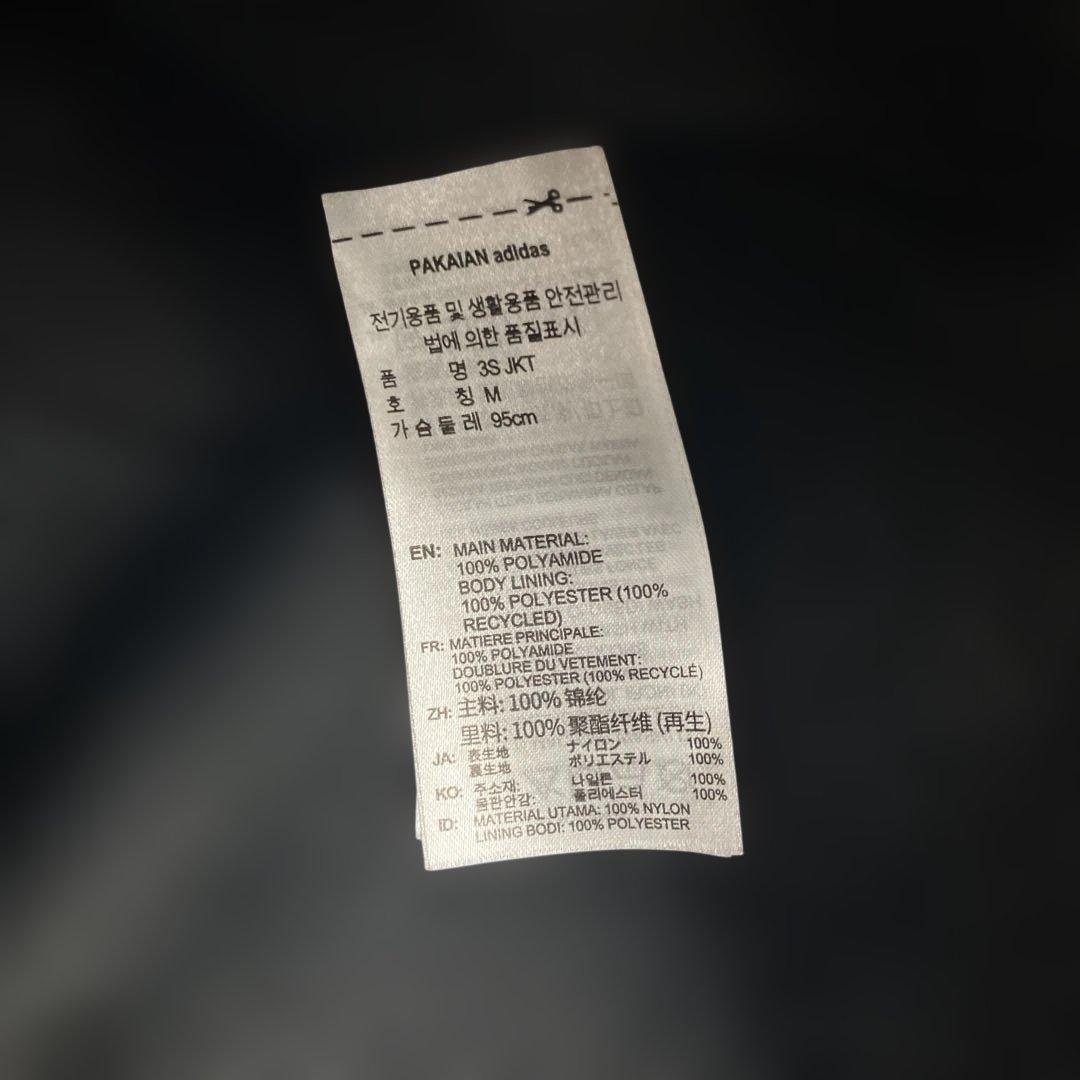 PAKAIAN adidas
전기용품 및 생활용품 안전관리
법에 의한 품질표시
품 명 3S JKT
호 칭 M
가 슴 둘 레 95cm
EN: MAIN MATERIAL:
100% POLYAMIDE
BODY LINING:
100% POLYESTER (100%
RECYCLED)
FR: MATIERE PRINCIPALE:
100% POLYAMIDE
DOUBLURE DU VETEMENT:
100% POLYESTER (100% RECYCLÉ)
ZH: 主料: 100% 锦纶
里料: 100% 聚酯纤维 (再生)
JA: 表生地 ナイロン 100%
裏生地 ポリエステル 100%
KO: 주소재: 나일론 100%
몸판안감: 폴리에스터 100%
ID: MATERIAL UTAMA: 100% NYLON
LINING BODI: 100% POLYESTER